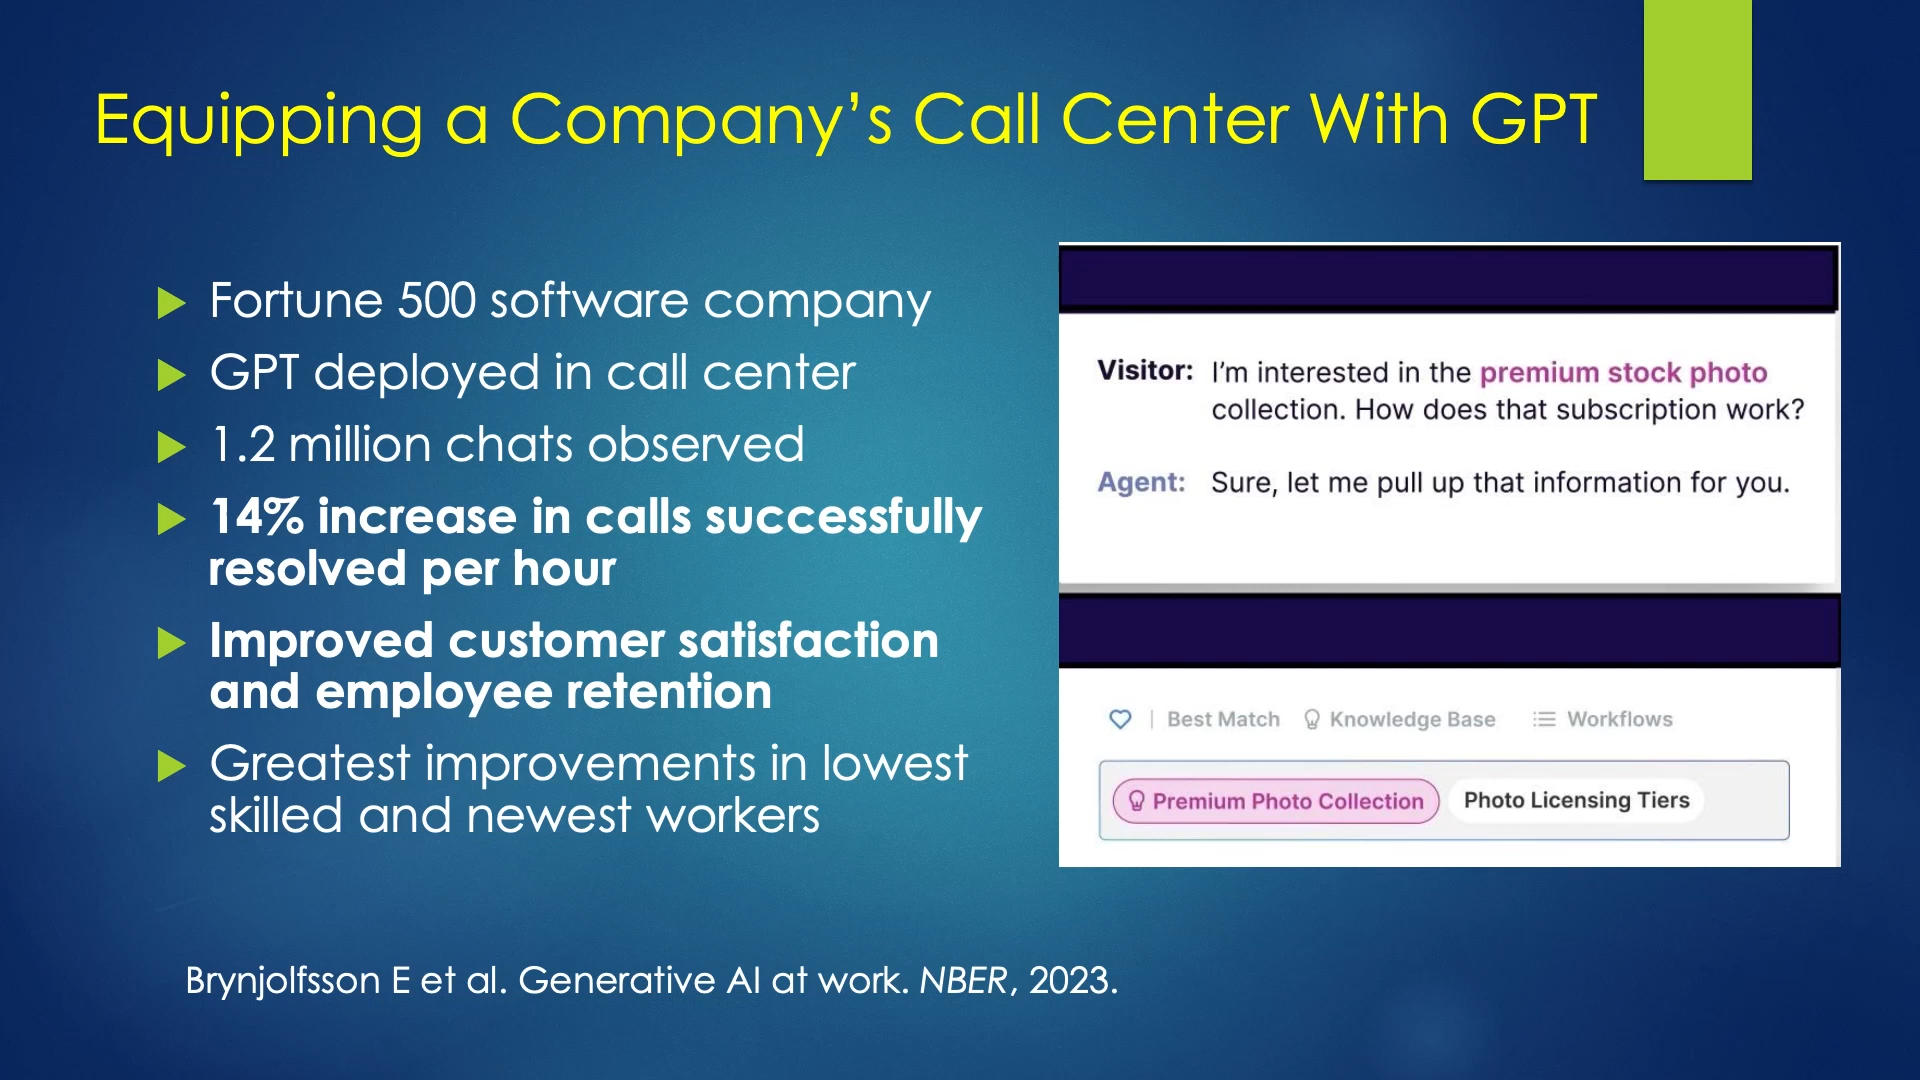 Equipping a Company’s Call Center With GPT
Fortune 500 software company
GPT deployed in call center
1.2 million chats observed
14% increase in calls successfully
resolved per hour
Improved customer satisfaction
and employee retention
Greatest improvements in lowest
skilled and newest workers
Visitor: I’m interested in the premium stock photo
collection. How does that subscription work?
Agent: Sure, let me pull up that information for you.
Best Match Knowledge Base Workflows
Premium Photo Collection Photo Licensing Tiers
Brynjolfsson E et al. Generative AI at work. NBER, 2023.